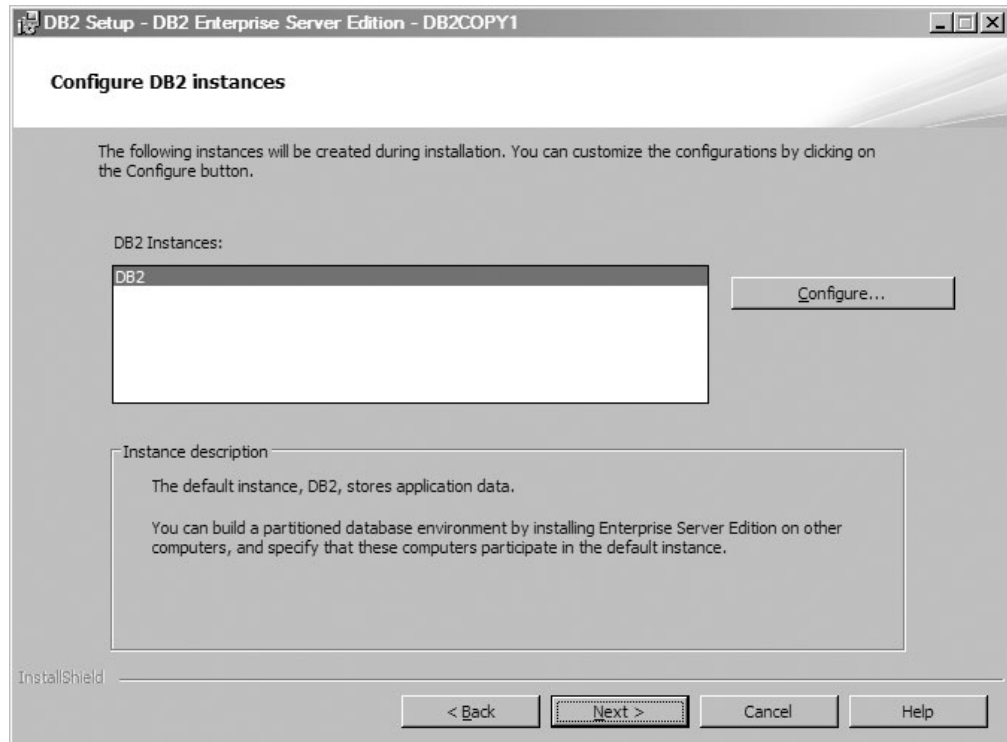 DB2 Setup - DB2 Enterprise Server Edition - DB2COPY1
Configure DB2 instances
The following instances will be created during installation. You can customize the configurations by clicking on
the Configure button.
DB2 Instances:
DB2
Configure...
Instance description
The default instance, DB2, stores application data.
You can build a partitioned database environment by installing Enterprise Server Edition on other
computers, and specify that these computers participate in the default instance.
InstallShield
< Back
Next >
Cancel
Help